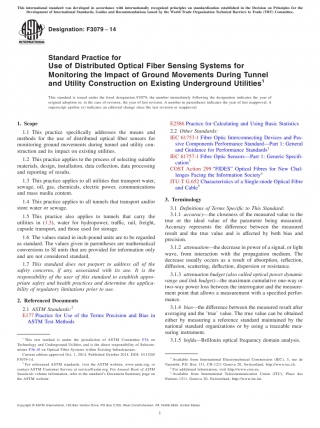 This international standard was developed in accordance with internationally recognized principles on standardization established in the Decision on Principles for the
Development of International Standards, Guides and Recommendations issued by the World Trade Organization Technical Barriers to Trade (TBT) Committee.
Designation: F3079 – 14
INTERNATIONAL
Standard Practice for
Use of Distributed Optical Fiber Sensing Systems for
Monitoring the Impact of Ground Movements During Tunnel
and Utility Construction on Existing Underground Utilities1
This standard is issued under the fixed designation F3079; the number immediately following the designation indicates the year of
original adoption or, in the case of revision, the year of last revision. A number in parentheses indicates the year of last reapproval. A
superscript epsilon (ε) indicates an editorial change since the last revision or reapproval.
1. Scope
1.1 This practice specifically addresses the means and
methods for the use of distributed optical fiber sensors for
monitoring ground movements during tunnel and utility con-
struction and its impact on existing utilities.
1.2 This practice applies to the process of selecting suitable
materials, design, installation, data collection, data processing
and reporting of results.
1.3 This practice applies to all utilities that transport water,
sewage, oil, gas, chemicals, electric power, communications
and mass media content.
1.4 This practice applies to all tunnels that transport and/or
store water or sewage.
1.5 This practice also applies to tunnels that carry the
utilities in (1.3), water for hydropower, traffic, rail, freight,
capsule transport, and those used for storage.
1.6 The values stated in inch-pound units are to be regarded
as standard. The values given in parentheses are mathematical
conversions to SI units that are provided for information only
and are not considered standard.
1.7 This standard does not purport to address all of the
safety concerns, if any, associated with its use. It is the
responsibility of the user of this standard to establish appro-
priate safety and health practices and determine the applica-
bility of regulatory limitations prior to use.
2. Referenced Documents
2.1 ASTM Standards:2
E177 Practice for Use of the Terms Precision and Bias in
ASTM Test Methods
1 This test method is under the jurisdiction of ASTM Committee F36 on
Technology and Underground Utilities and is the direct responsibility of Subcom-
mittee F36.10 on Optical Fiber Systems within Existing Infrastructure.
Current edition approved Oct. 1, 2014. Published October 2014. DOI: 10.1520/
F3079-14.
2 For referenced ASTM standards, visit the ASTM website, www.astm.org, or
contact ASTM Customer Service at service@astm.org. For Annual Book of ASTM
Standards volume information, refer to the standard's Document Summary page on
the ASTM website.
E2586 Practice for Calculating and Using Basic Statistics
2.2 Other Standards:
IEC 61753-1 Fiber Optic Interconnecting Devices and Pas-
sive Components Performance Standard—Part 1: General
and Guidance for Performance Standards3
IEC 61757-1 Fiber Optic Sensors—Part 1: Generic Specifi-
cation3
COST Action 299 "FIDES" Optical Fibres for New Chal-
lenges Facing the Information Society4
ITU-T G.652 Characteristics of a Single-mode Optical Fibre
and Cable5
3. Terminology
3.1 Definitions of Terms Specific to This Standard:
3.1.1 accuracy—the closeness of the measured value to the
true or the ideal value of the parameter being measured.
Accuracy represents the difference between the measured
result and the true value and is affected by both bias and
precision.
3.1.2 attenuation—the decrease in power of a signal, or light
wave, from interaction with the propagation medium. The
decrease usually occurs as a result of absorption, reflection,
diffusion, scattering, deflection, dispersion or resistance.
3.1.3 attenuation budget (also called optical power dynamic
range and link budget)—the maximum cumulative one-way or
two-way power loss between the interrogator and the measure-
ment point that allows a measurement with a specified perfor-
mance.
3.1.4 bias—the difference between the measured result after
averaging and the 'true' value. The true value can be obtained
either by measuring a reference standard maintained by the
national standard organizations or by using a traceable mea-
suring instrument.
3.1.5 bofda—Brillouin optical frequency domain analysis.
3 Available from International Electrotechnical Commission (IEC), 3, rue de
Varembé, P.O. Box 131, CH-1211 Geneva 20, Switzerland, http://www.iec.ch.
4 For additional information, visit http://www.cost.eu.
5 Available from International Telecommunication Union (ITU), Place des
Nations 1211, Geneva 20, Switzerland, http://www.itu.int.
1